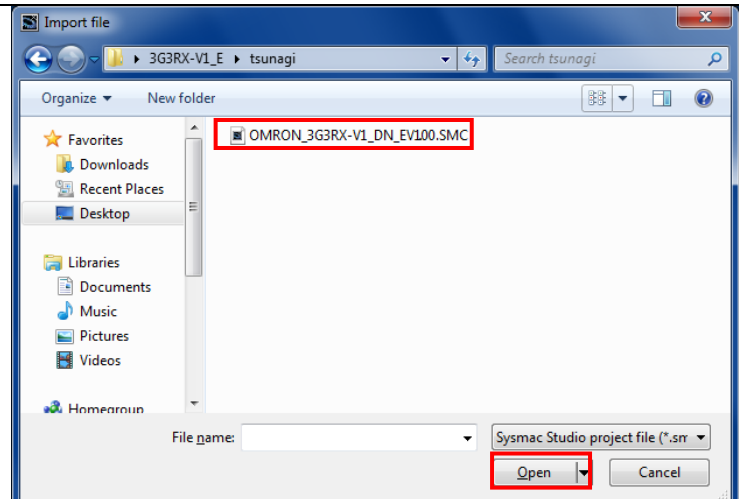 Import file
3G3RX-V1_E ▸ tsunagi
Search tsunagi
Organize
New folder
Favorites
OMRON_3G3RX-V1_DN_EV100.SMC
Downloads
Recent Places
Desktop
Libraries
Documents
Music
Pictures
Videos
Homegroup
File name:
Sysmac Studio project file (*.sm
Open
Cancel